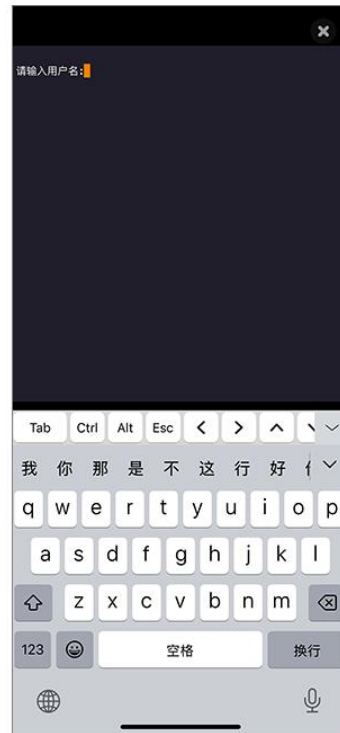 请输入用户名:
Tab Ctrl Alt Esc
我 你 那 是 不 这 行 好
q w e r t y u i o p
a s d f g h j k l
z x c v b n m
123 空格 换行